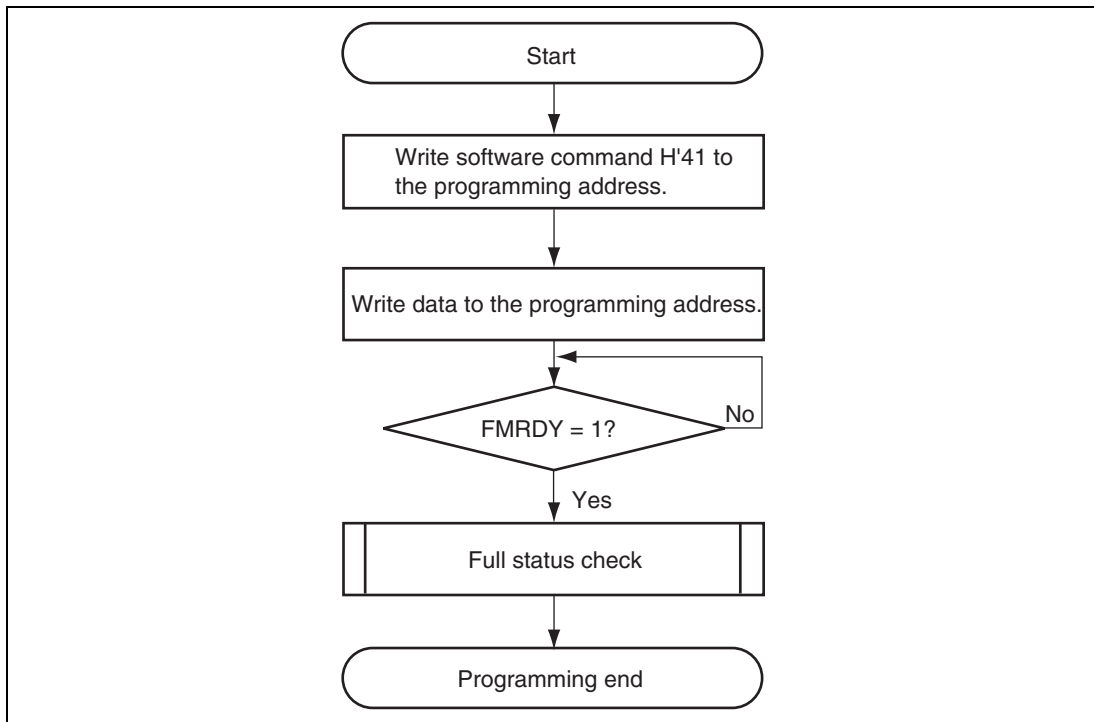 Start
Write software command H'41 to
the programming address.
Write data to the programming address.
FMRDY = 1?
No
Yes
Full status check
Programming end